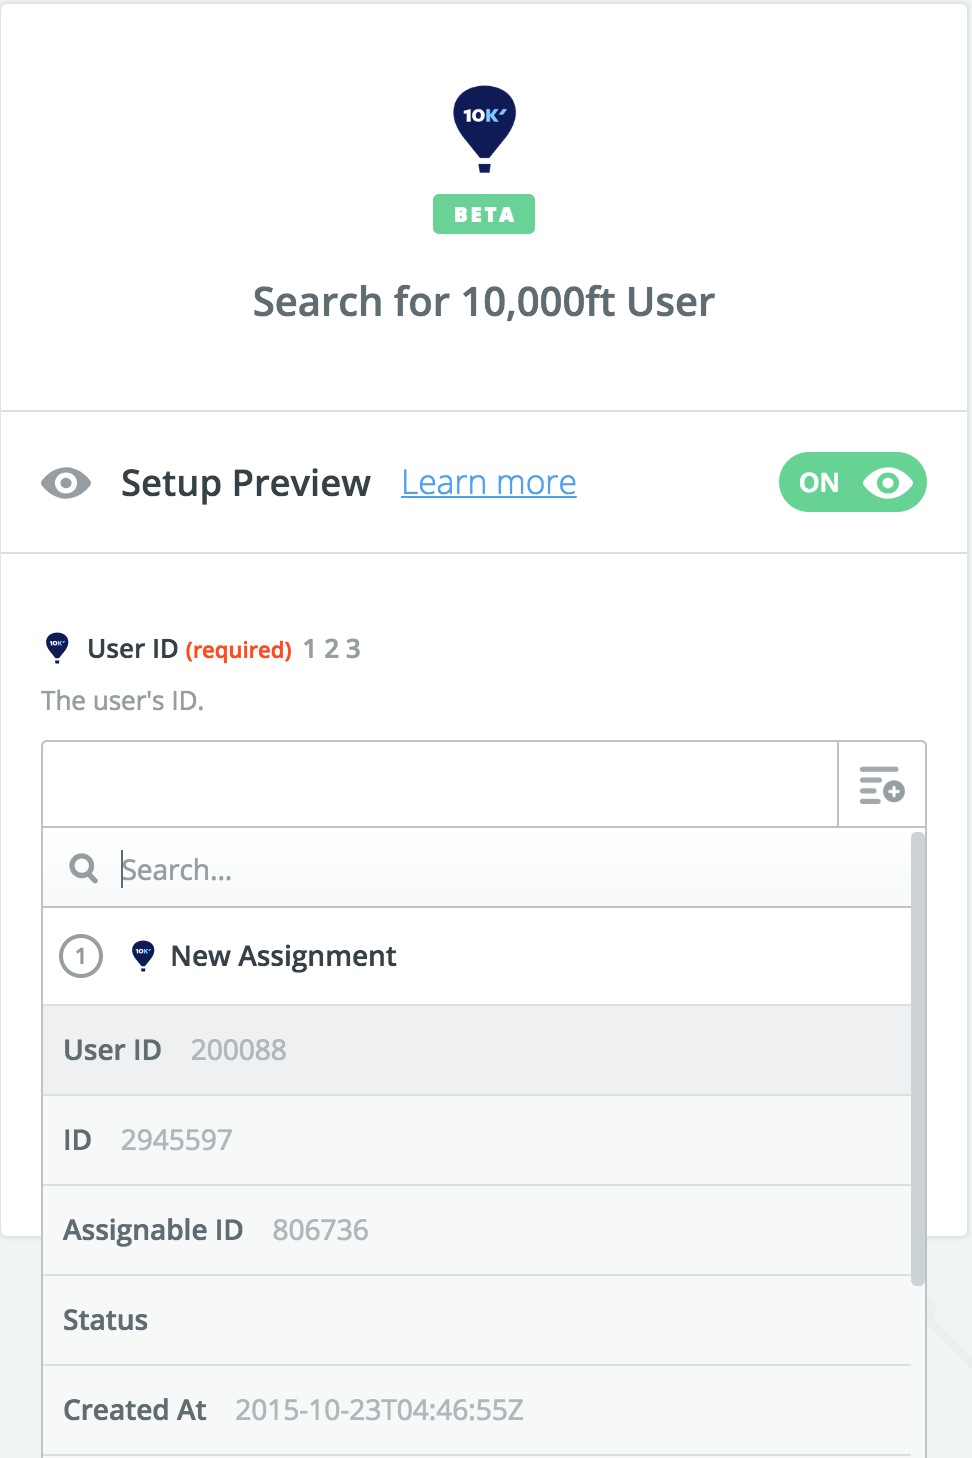 10K
BETA
Search for 10,000ft User
Setup Preview Learn more ON
10K User ID (required) 1 2 3
The user's ID.
Search...
1 10K New Assignment
User ID 200088
ID 2945597
Assignable ID 806736
Status
Created At 2015-10-23T04:46:55Z